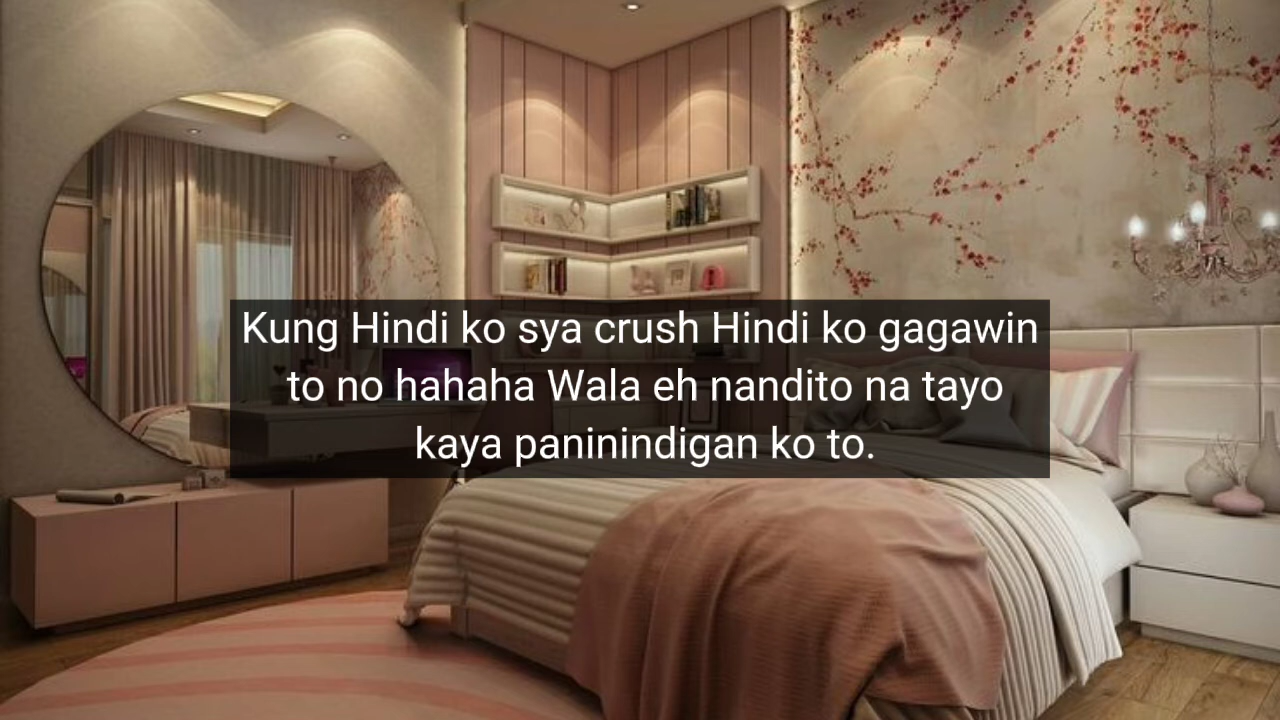 Kung Hindi ko sya crush Hindi ko gagawin
to no hahaha Wala eh nandito na tayo
kaya paninindigan ko to.